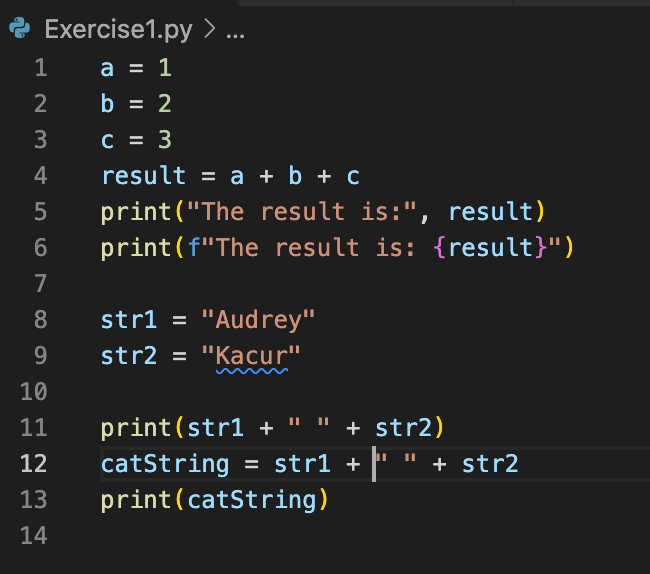 Exercise1.py > ...
1 a = 1
2 b = 2
3 c = 3
4 result = a + b + c
5 print("The result is:", result)
6 print(f"The result is: {result}")
7
8 str1 = "Audrey"
9 str2 = "Kacur"
10
11 print(str1 + " " + str2)
12 catString = str1 + " " + str2
13 print(catString)
14